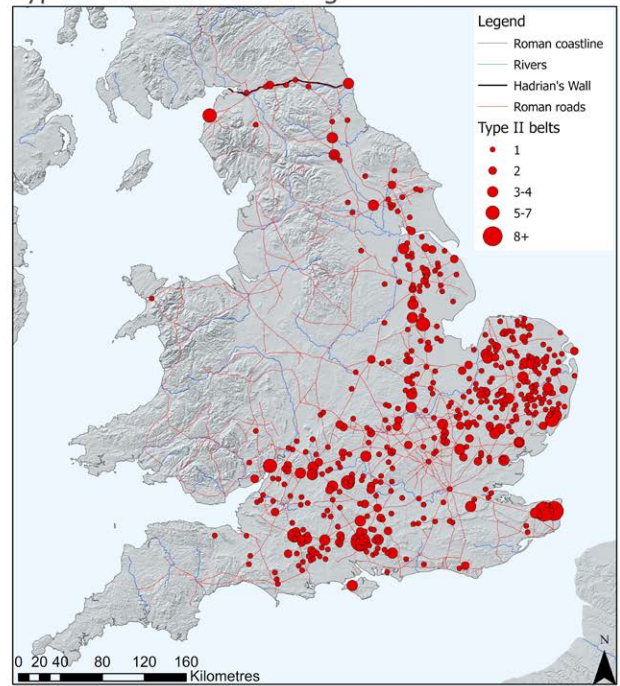 Legend
Roman coastline
Rivers
Hadrian's Wall
Roman roads
Type II belts
1
2
3-4
5-7
8+
N
0 20 40 80 120 160
Kilometres